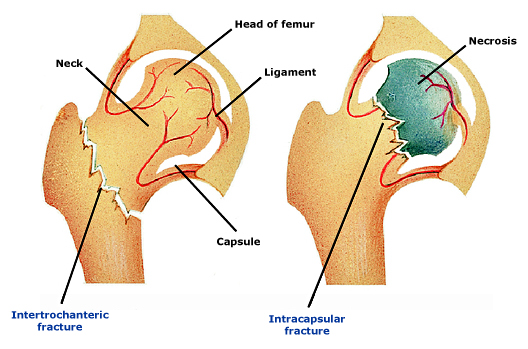 Head of femur
Neck
Ligament
Necrosis
Capsule
Intertrochanteric
fracture
Intracapsular
fracture